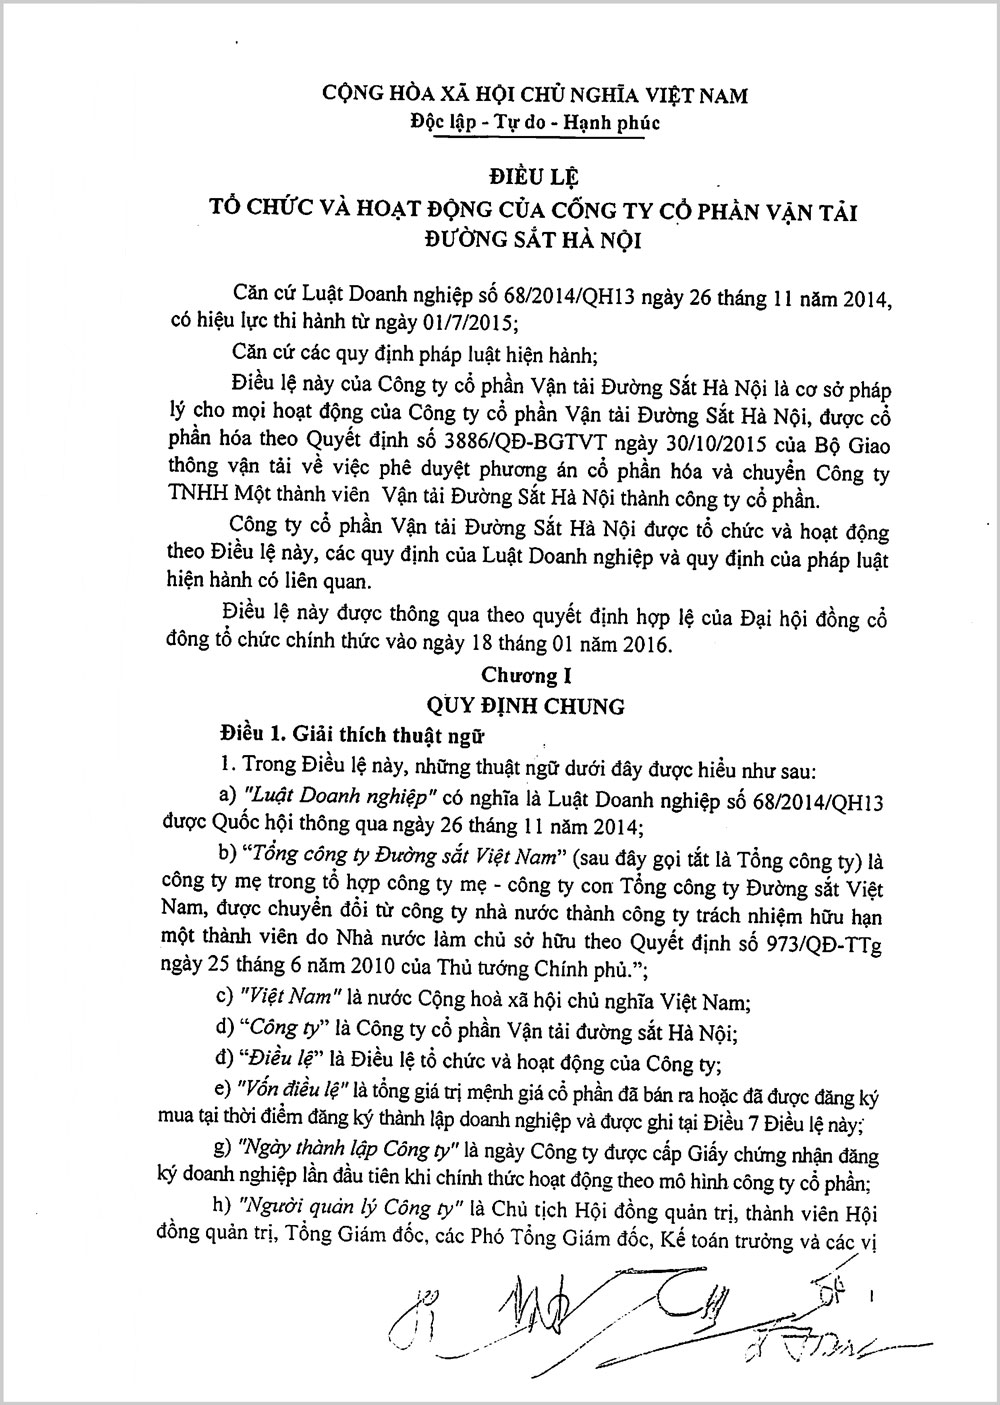 CỘNG HÒA XÃ HỘI CHỦ NGHĨA VIỆT NAM
Độc lập - Tự do - Hạnh phúc
ĐIỀU LỆ
TỔ CHỨC VÀ HOẠT ĐỘNG CỦA CÔNG TY CỔ PHẦN VẬN TẢI
ĐƯỜNG SẮT HÀ NỘI
Căn cứ Luật Doanh nghiệp số 68/2014/QH13 ngày 26 tháng 11 năm 2014,
có hiệu lực thi hành từ ngày 01/7/2015;
Căn cứ các quy định pháp luật hiện hành;
Điều lệ này của Công ty cổ phần Vận tải Đường Sắt Hà Nội là cơ sở pháp
lý cho mọi hoạt động của Công ty cổ phần Vận tải Đường Sắt Hà Nội, được cổ
phần hóa theo Quyết định số 3886/QĐ-BGTVT ngày 30/10/2015 của Bộ Giao
thông vận tải về việc phê duyệt phương án cổ phần hóa và chuyển Công ty
TNHH Một thành viên Vận tải Đường Sắt Hà Nội thành công ty cổ phần.
Công ty cổ phần Vận tải Đường Sắt Hà Nội được tổ chức và hoạt động
theo Điều lệ này, các quy định của Luật Doanh nghiệp và quy định của pháp luật
hiện hành có liên quan.
Điều lệ này được thông qua theo quyết định hợp lệ của Đại hội đồng cổ
đông tổ chức chính thức vào ngày 18 tháng 01 năm 2016.
Chương I
QUY ĐỊNH CHUNG
Điều 1. Giải thích thuật ngữ
1. Trong Điều lệ này, những thuật ngữ dưới đây được hiểu như sau:
a) "Luật Doanh nghiệp" có nghĩa là Luật Doanh nghiệp số 68/2014/QH13
được Quốc hội thông qua ngày 26 tháng 11 năm 2014;
b) “Tổng công ty Đường sắt Việt Nam” (sau đây gọi tắt là Tổng công ty) là
công ty mẹ trong tổ hợp công ty mẹ - công ty con Tổng công ty Đường sắt Việt
Nam, được chuyển đổi từ công ty nhà nước thành công ty trách nhiệm hữu hạn
một thành viên do Nhà nước làm chủ sở hữu theo Quyết định số 973/QĐ-TTg
ngày 25 tháng 6 năm 2010 của Thủ tướng Chính phủ.”;
c) "Việt Nam" là nước Cộng hoà xã hội chủ nghĩa Việt Nam;
d) “Công ty” là Công ty cổ phần Vận tải đường sắt Hà Nội;
đ) “Điều lệ” là Điều lệ tổ chức và hoạt động của Công ty;
e) "Vốn điều lệ" là tổng giá trị mệnh giá cổ phần đã bán ra hoặc đã được đăng ký
mua tại thời điểm đăng ký thành lập doanh nghiệp và được ghi tại Điều 7 Điều lệ này;
g) "Ngày thành lập Công ty" là ngày Công ty được cấp Giấy chứng nhận đăng
ký doanh nghiệp lần đầu tiên khi chính thức hoạt động theo mô hình công ty cổ phần;
h) "Người quản lý Công ty" là Chủ tịch Hội đồng quản trị, thành viên Hội
đồng quản trị, Tổng Giám đốc, các Phó Tổng Giám đốc, Kế toán trưởng và các vị
1